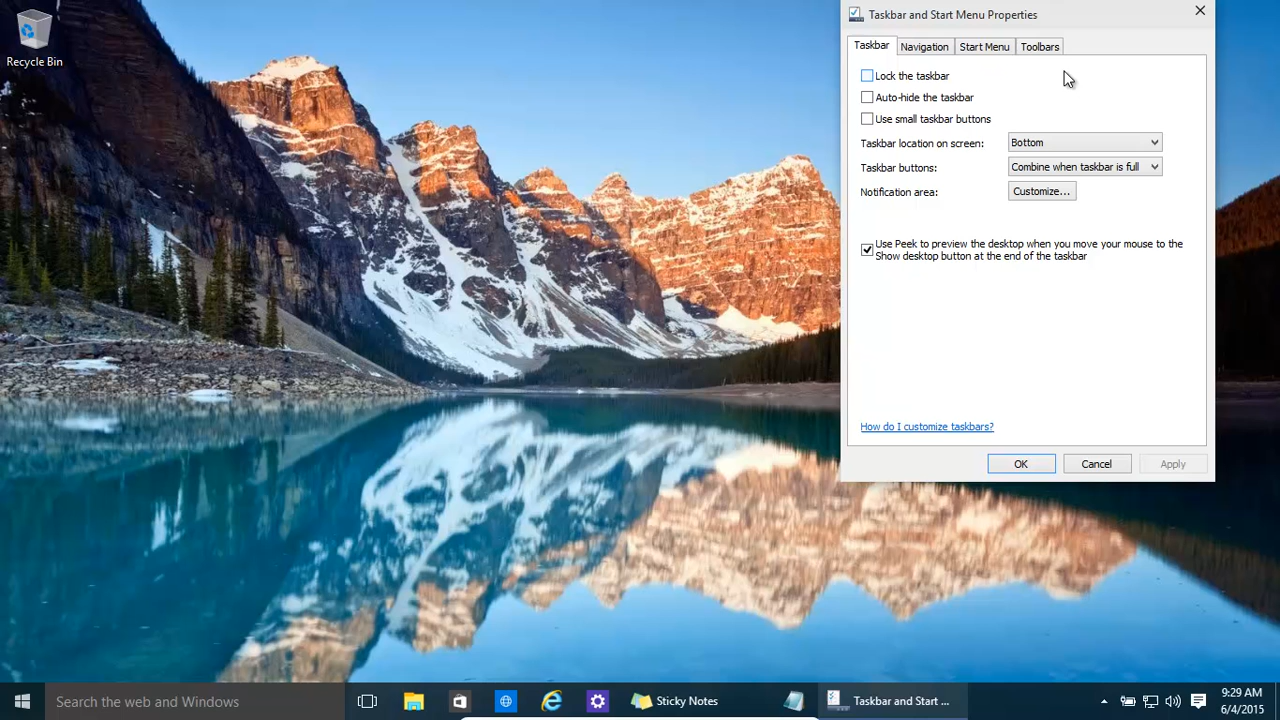 Recycle Bin
Taskbar and Start Menu Properties
Taskbar
Navigation
Start Menu
Toolbars
Lock the taskbar
Auto-hide the taskbar
Use small taskbar buttons
Taskbar location on screen:
Bottom
Taskbar buttons:
Combine when taskbar is full
Notification area:
Customize...
Use Peek to preview the desktop when you move your mouse to the
Show desktop button at the end of the taskbar
How do I customize taskbars?
OK
Cancel
Apply
Search the web and Windows
Sticky Notes
Taskbar and Start ...
9:29 AM
6/4/2015